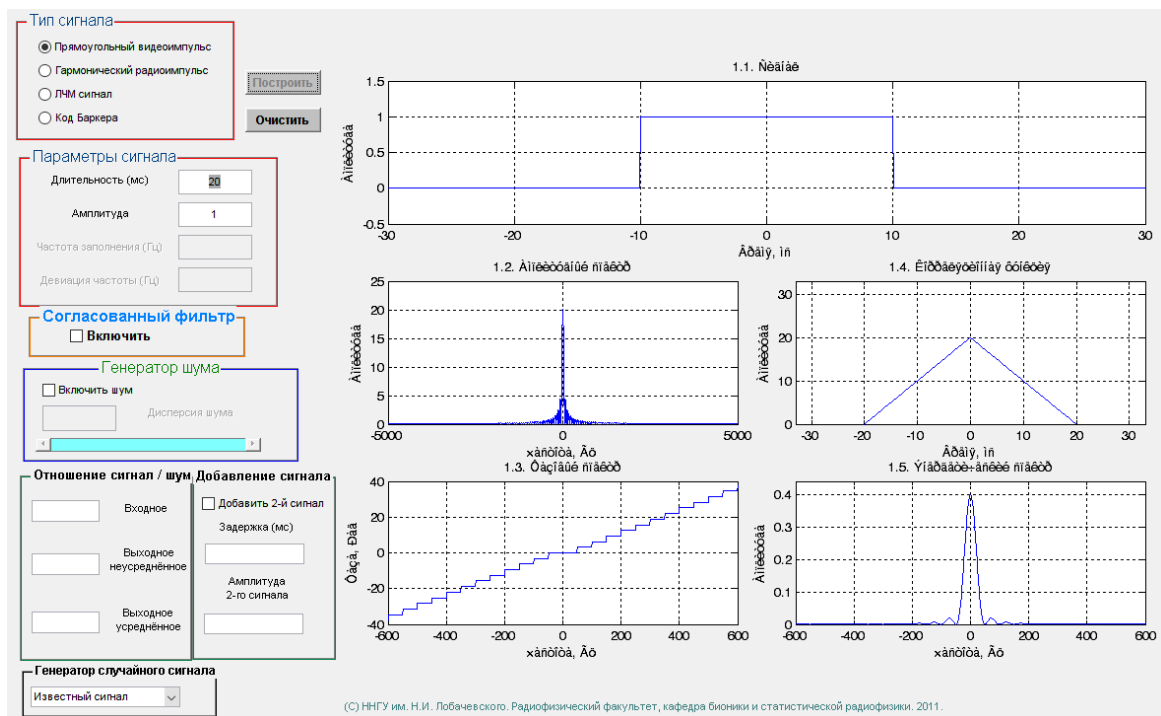 Тип сигнала
Прямоугольный видеоимпульс
Гармонический радиоимпульс
ЛЧМ сигнал
Код Баркера
Построить
Очистить
Параметры сигнала
Длительность (мс)
20
Амплитуда
1
Частота заполнения (Гц)
Девиация частоты (Гц)
Согласованный фильтр
Включить
Генератор шума
Включить шум
Дисперсия шума
Отношение сигнал / шум
Входное
Выходное
неусреднённое
Выходное
усреднённое
Добавление сигнала
Добавить 2-й сигнал
Задержка (мс)
Амплитуда
2-го сигнала
Генератор случайного сигнала
Известный сигнал
1.1. Ñèãíàë
1.5
1
0.5
0
-0.5
-30
-20
-10
0
10
20
30
Àìïëèòóäà
Âðåìÿ, ìñ
1.2. Àìïëèòóäíûé ñïåêòð
25
20
15
10
5
0
-5000
0
5000
Àìïëèòóäà
×àñòîòà, Ãö
1.4. Êîððåëÿöèîííàÿ ôóíêöèÿ
30
20
10
0
-30
-20
-10
0
10
20
30
Àìïëèòóäà
Âðåìÿ, ìñ
1.3. Ôàçîâûé ñïåêòð
40
20
0
-20
-40
-600
-400
-200
0
200
400
600
Ôàçà, Ðàä
×àñòîòà, Ãö
1.5. Ýíåðãåòè÷åñêèé ñïåêòð
0.4
0.3
0.2
0.1
0
-600
-400
-200
0
200
400
600
Àìïëèòóäà
×àñòîòà, Ãö
(C) ННГУ им. Н.И. Лобачевского. Радиофизический факультет, кафедра бионики и статистической радиофизики. 2011.